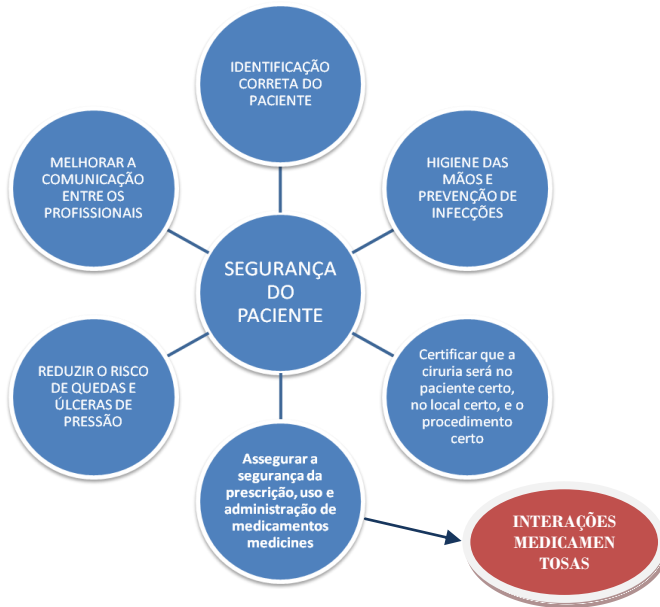 IDENTIFICAÇÃO
CORRETA DO
PACIENTE
MELHORAR A
COMUNICAÇÃO
ENTRE OS
PROFISSIONAIS
HIGIENE DAS
MÃOS E
PREVENÇÃO DE
INFECÇÕES
SEGURANÇA
DO
PACIENTE
REDUZIR O RISCO
DE QUEDAS E
ÚLCERAS DE
PRESSÃO
Certificar que a
ciruria será no
paciente certo,
no local certo, e o
procedimento
certo
Assegurar a
segurança da
prescrição, uso e
administração de
medicamentos
medicines
INTERAÇÕES
MEDICAMEN
TOSAS